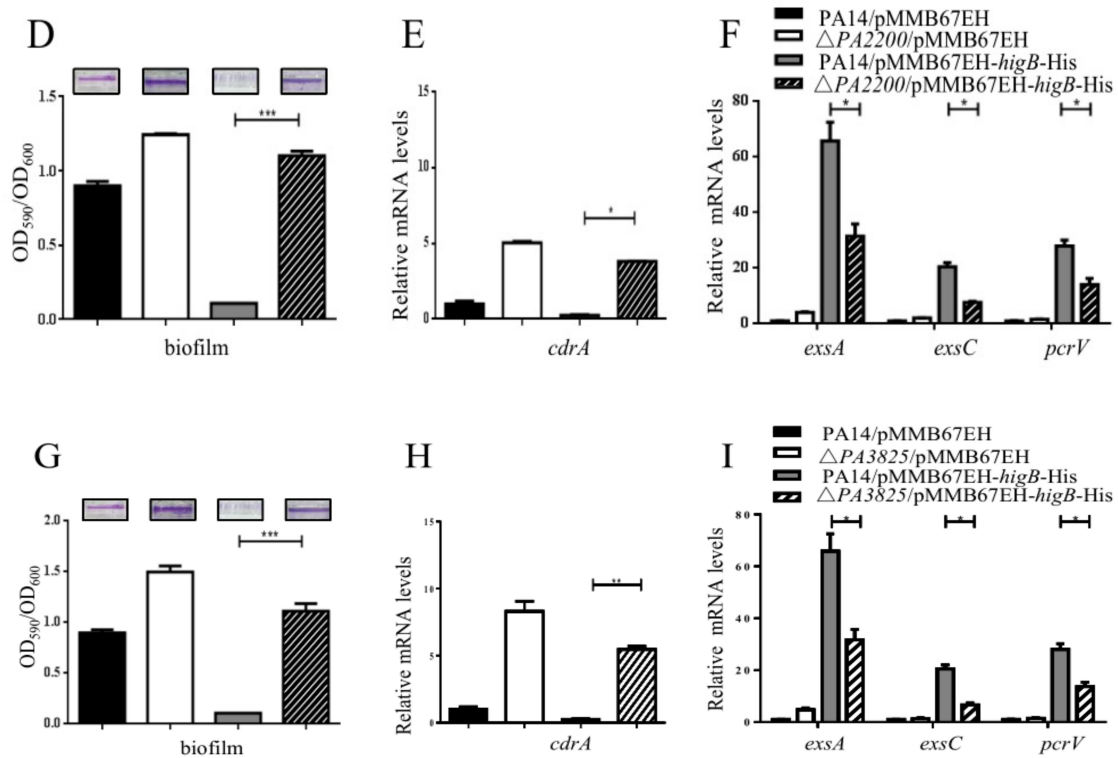 D
1.5
1.0
0.5
0.0
OD590/OD600
***
biofilm
E
15
10
5
0
Relative mRNA levels
*
cdrA
F
PA14/pMMB67EH
△PA2200/pMMB67EH
PA14/pMMB67EH-higB-His
△PA2200/pMMB67EH-higB-His
80
60
40
20
0
Relative mRNA levels
* * *
exsA exsC pcrV
G
2.0
1.5
1.0
0.5
0.0
OD590/OD600
***
biofilm
H
15
10
5
0
Relative mRNA levels
**
cdrA
I
PA14/pMMB67EH
△PA3825/pMMB67EH
PA14/pMMB67EH-higB-His
△PA3825/pMMB67EH-higB-His
80
60
40
20
0
Relative mRNA levels
* * *
exsA exsC pcrV